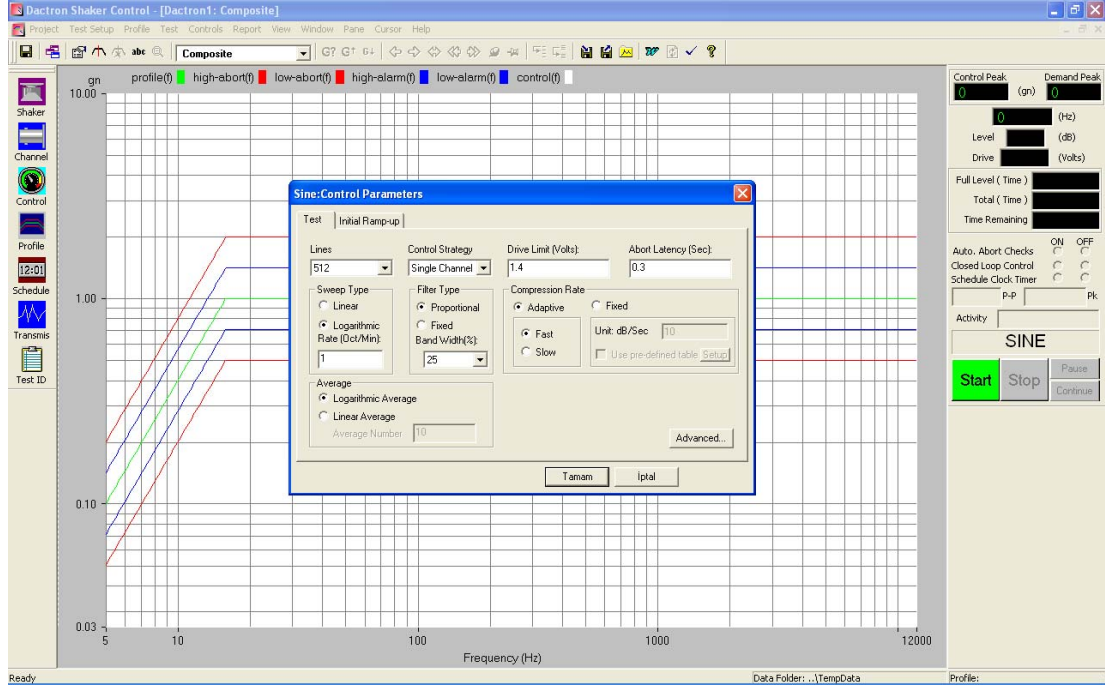 Dactron Shaker Control - [Dactron1: Composite]
Project Test Setup Profile Test Controls Report View Window Pane Cursor Help
abc Composite G? G↑ G↓
profile(f) high-abort(f) low-abort(f) high-alarm(f) low-alarm(f) control(f)
gn
10.00
1.00
0.10
0.03
5 10 100 1000 12000
Frequency (Hz)
Shaker
Channel
Control
Profile
12:01
Schedule
Transmis
Test ID
Sine:Control Parameters
Test Initial Ramp-up
Lines Control Strategy Drive Limit (Volts): Abort Latency (Sec):
512 Single Channel 1.4 0.3
Sweep Type Filter Type Compression Rate
Linear Proportional Adaptive Fixed
Logarithmic Fixed Fast Unit: dB/Sec 10
Rate (Oct/Min): Band Width(%): Slow Use pre-defined table Setup
1 25
Average
Logarithmic Average
Linear Average
Average Number 10
Advanced...
Tamam İptal
Control Peak Demand Peak
0 (gn) 0
0 (Hz)
Level (dB)
Drive (Volts)
Full Level ( Time )
Total ( Time )
Time Remaining
ON OFF
Auto. Abort Checks
Closed Loop Control
Schedule Clock Timer
P-P Pk
Activity
SINE
Start Stop Pause
Continue
Ready Data Folder: ..\TempData Profile: